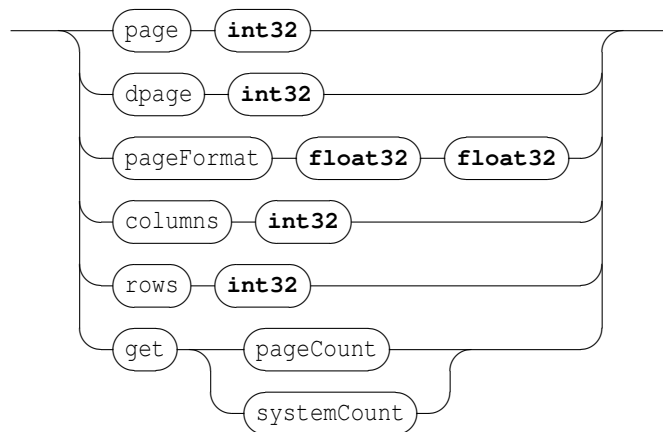 page int32
dpage int32
pageFormat float32 float32
columns int32
rows int32
get pageCount
systemCount